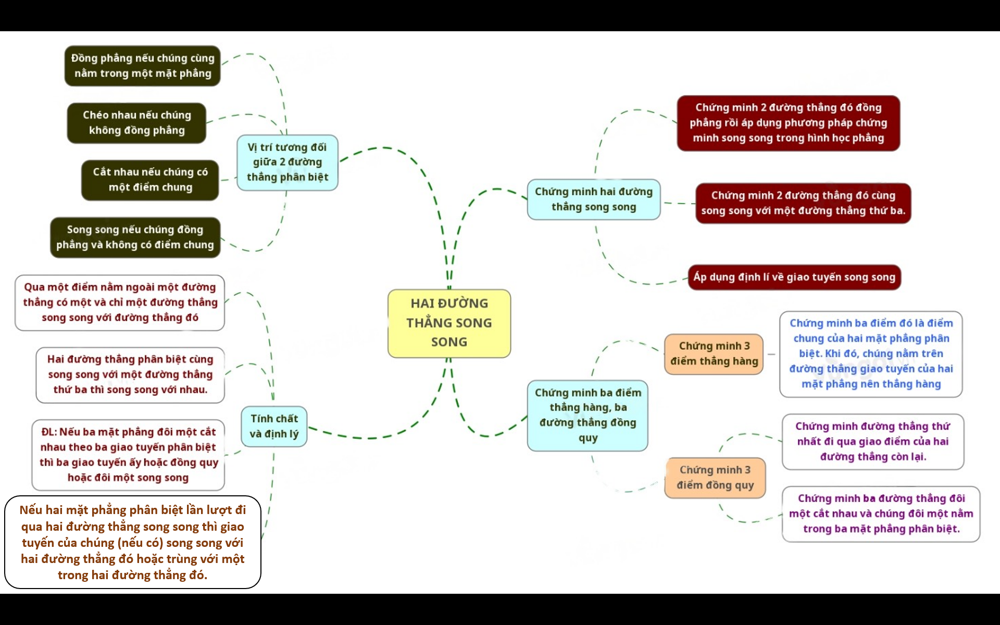 Đồng phẳng nếu chúng cùng
nằm trong một mặt phẳng
Chéo nhau nếu chúng
không đồng phẳng
Cắt nhau nếu chúng có
một điểm chung
Song song nếu chúng đồng
phẳng và không có điểm chung
Vị trí tương đối
giữa 2 đường
thẳng phân biệt
Qua một điểm nằm ngoài một đường
thẳng có một và chỉ một đường thẳng
song song với đường thẳng đó
Hai đường thẳng phân biệt cùng
song song với một đường thẳng
thứ ba thì song song với nhau.
ĐL: Nếu ba mặt phẳng đôi một cắt
nhau theo ba giao tuyến phân biệt
thì ba giao tuyến ấy hoặc đồng quy
hoặc đôi một song song
Nếu hai mặt phẳng phân biệt lần lượt đi
qua hai đường thẳng song song thì giao
tuyến của chúng (nếu có) song song với
hai đường thẳng đó hoặc trùng với một
trong hai đường thẳng đó.
Tính chất
và định lý
HAI ĐƯỜNG
THẲNG SONG
SONG
Chứng minh hai đường
thẳng song song
Chứng minh 2 đường thẳng đó đồng
phẳng rồi áp dụng phương pháp chứng
minh song song trong hình học phẳng
Chứng minh 2 đường thẳng đó cùng
song song với một đường thẳng thứ ba.
Áp dụng định lí về giao tuyến song song
Chứng minh ba điểm
thẳng hàng, ba
đường thẳng đồng
quy
Chứng minh 3
điểm thẳng hàng
Chứng minh ba điểm đó là điểm
chung của hai mặt phẳng phân
biệt. Khi đó, chúng nằm trên
đường thẳng giao tuyến của hai
mặt phẳng nên thẳng hàng
Chứng minh 3
điểm đồng quy
Chứng minh đường thẳng thứ
nhất đi qua giao điểm của hai
đường thẳng còn lại.
Chứng minh ba đường thẳng đôi
một cắt nhau và chúng đôi một nằm
trong ba mặt phẳng phân biệt.